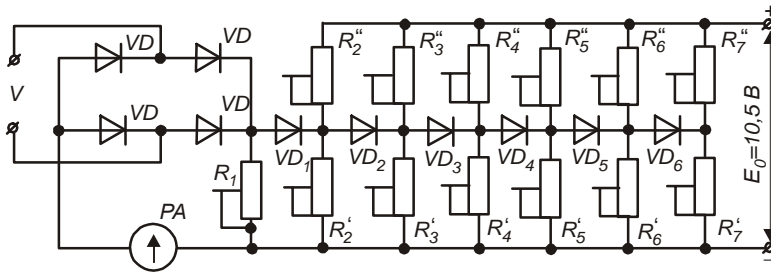 VD VD R₂“ R₃“ R₄“ R₅“ R₆“ R₇“ +
V VD VD
VD₁ VD₂ VD₃ VD₄ VD₅ VD₆ E₀=10,5 В
R₁
PA R₂‘ R₃‘ R₄‘ R₅‘ R₆‘ R₇‘ −